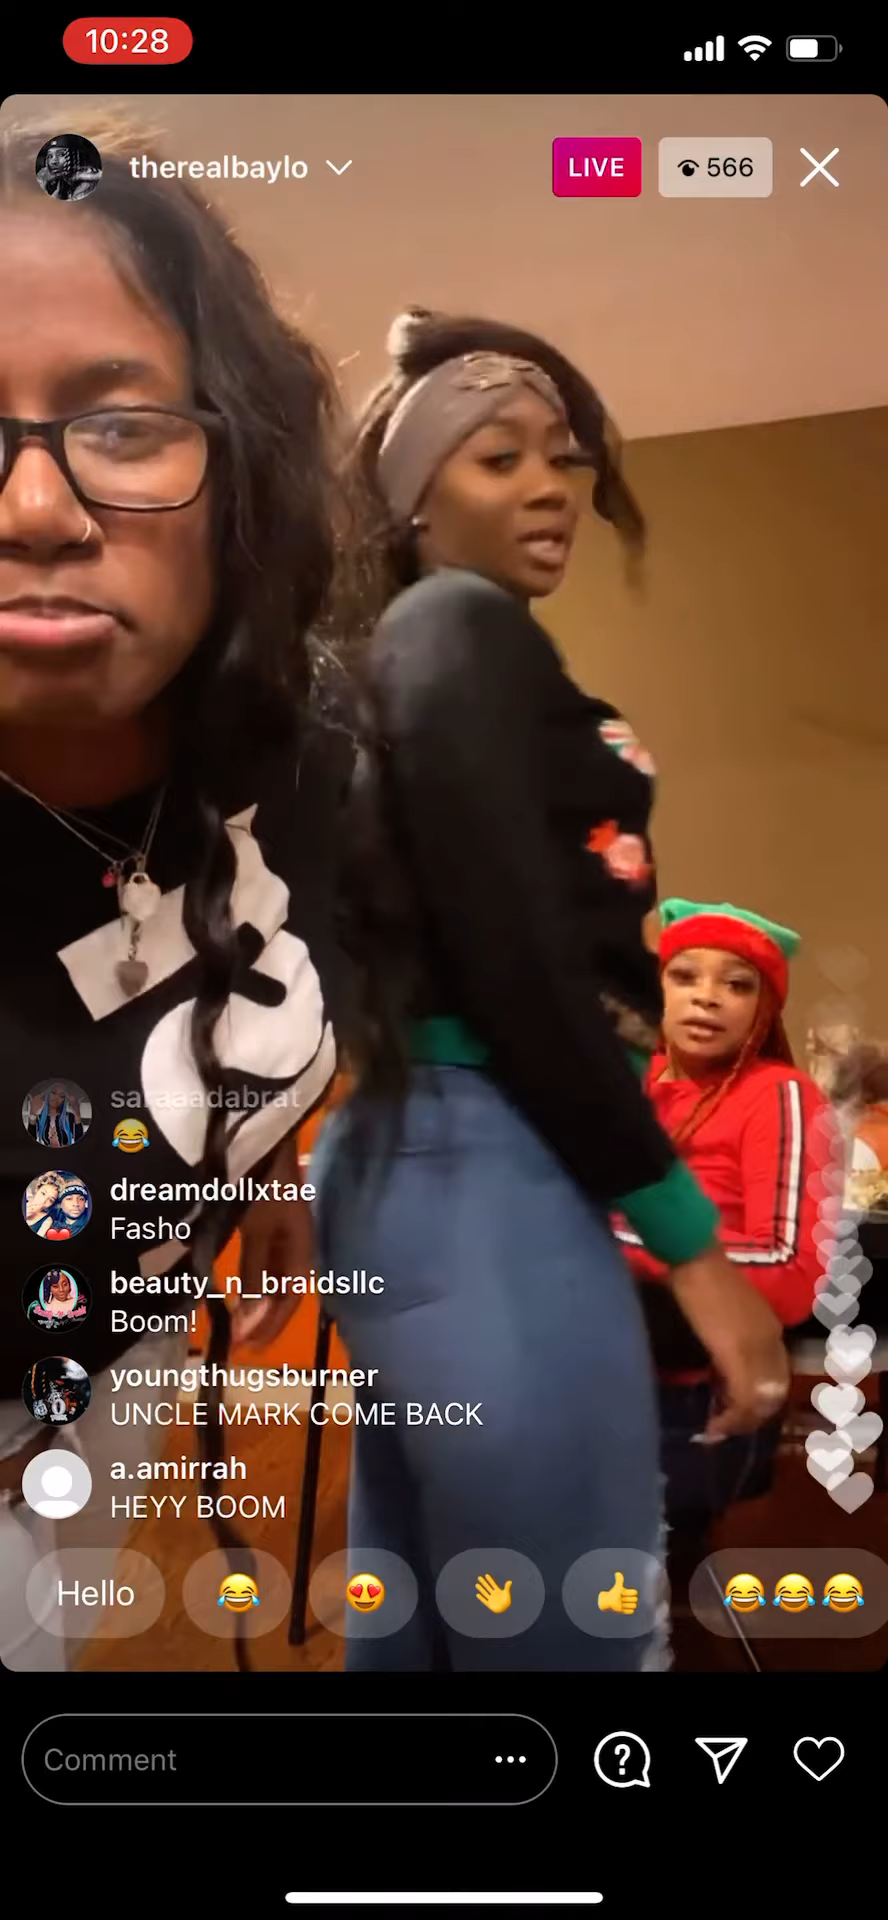 10:28
therealbaylo
LIVE
566
saraaadabrat
😂
dreamdollxtae
Fasho
beauty_n_braidsllc
Boom!
youngthugsburner
UNCLE MARK COME BACK
a.amirrah
HEYY BOOM
Hello 😂 😍 👋 👍 😂😂😂
Comment